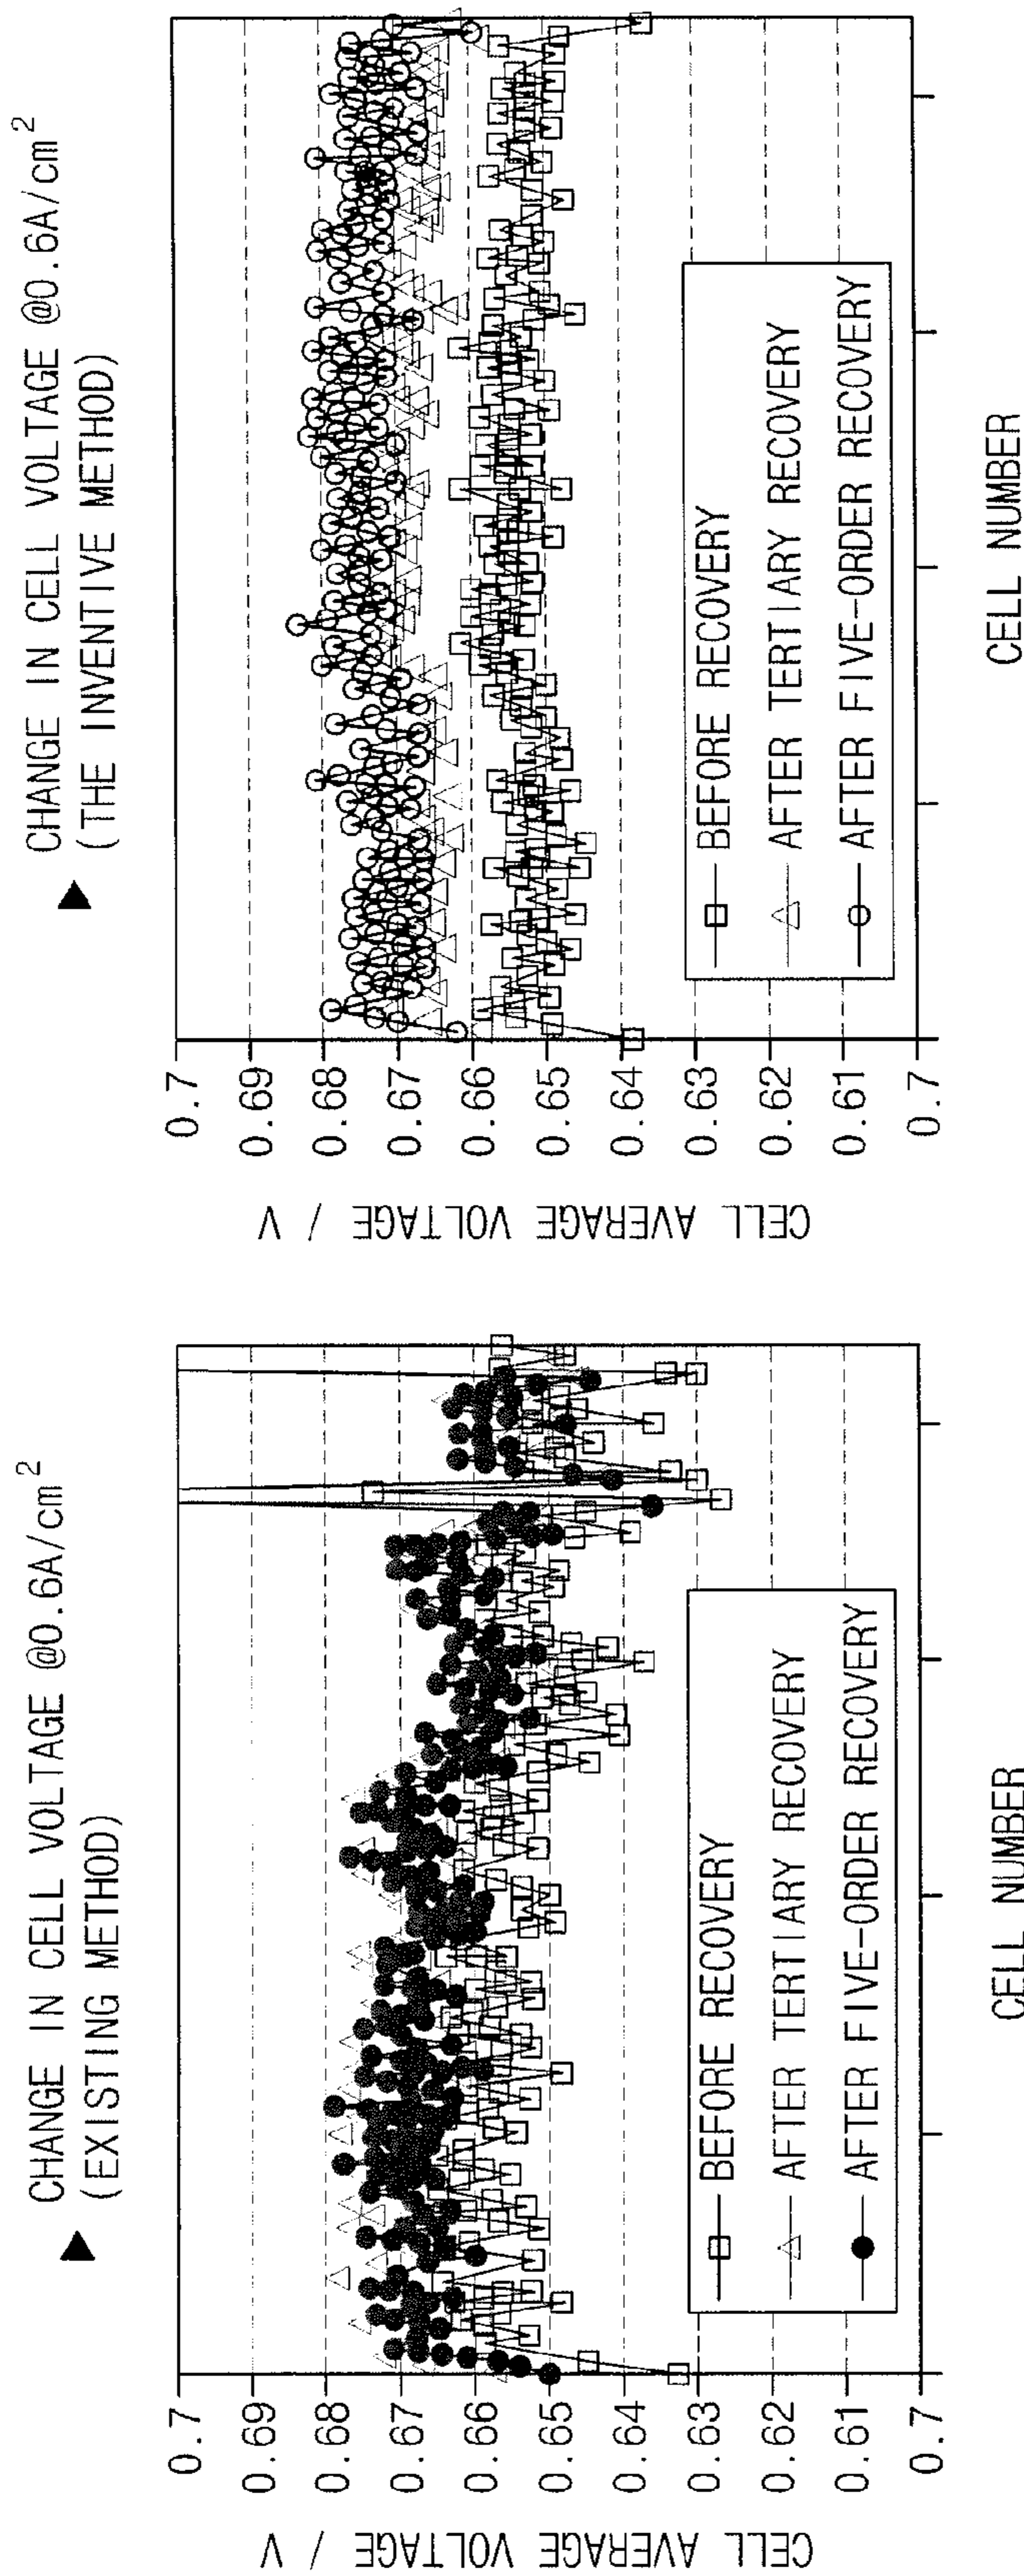 ▼ CHANGE IN CELL VOLTAGE @0.6A/cm2
(EXISTING METHOD)
CELL AVERAGE VOLTAGE / V
0.7
0.69
0.68
0.67
0.66
0.65
0.64
0.63
0.62
0.61
0.7
BEFORE RECOVERY
AFTER TERTIARY RECOVERY
AFTER FIVE-ORDER RECOVERY
CELL NUMBER
▼ CHANGE IN CELL VOLTAGE @0.6A/cm2
(THE INVENTIVE METHOD)
CELL AVERAGE VOLTAGE / V
0.7
0.69
0.68
0.67
0.66
0.65
0.64
0.63
0.62
0.61
0.7
BEFORE RECOVERY
AFTER TERTIARY RECOVERY
AFTER FIVE-ORDER RECOVERY
CELL NUMBER